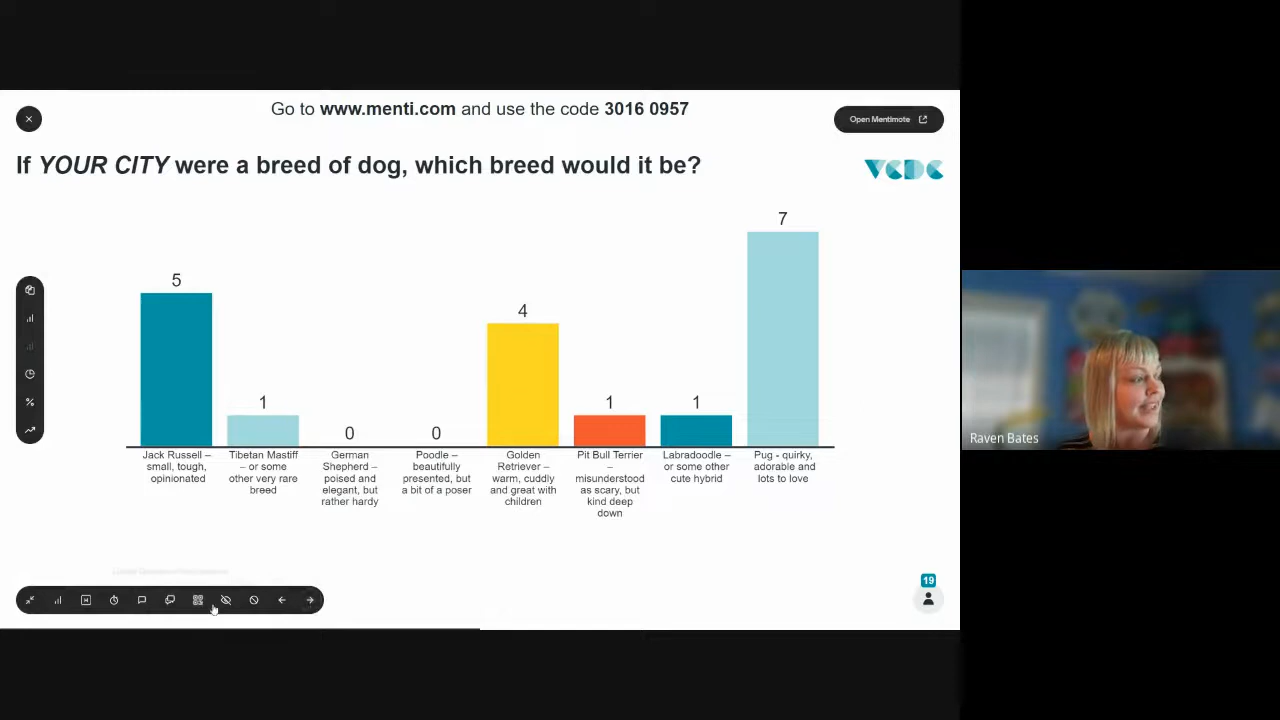 Go to www.menti.com and use the code 3016 0957
Open Mentimote
If YOUR CITY were a breed of dog, which breed would it be?
VCDC
5
1
0
0
4
1
1
7
Jack Russell –
small, tough,
opinionated
Tibetan Mastiff
– or some
other very rare
breed
German
Shepherd –
poised and
elegant, but
rather hardy
Poodle –
beautifully
presented, but
a bit of a poser
Golden
Retriever –
warm, cuddly
and great with
children
Pit Bull Terrier
–
misunderstood
as scary, but
kind deep
down
Labradoodle –
or some other
cute hybrid
Pug - quirky,
adorable and
lots to love
Raven Bates
19